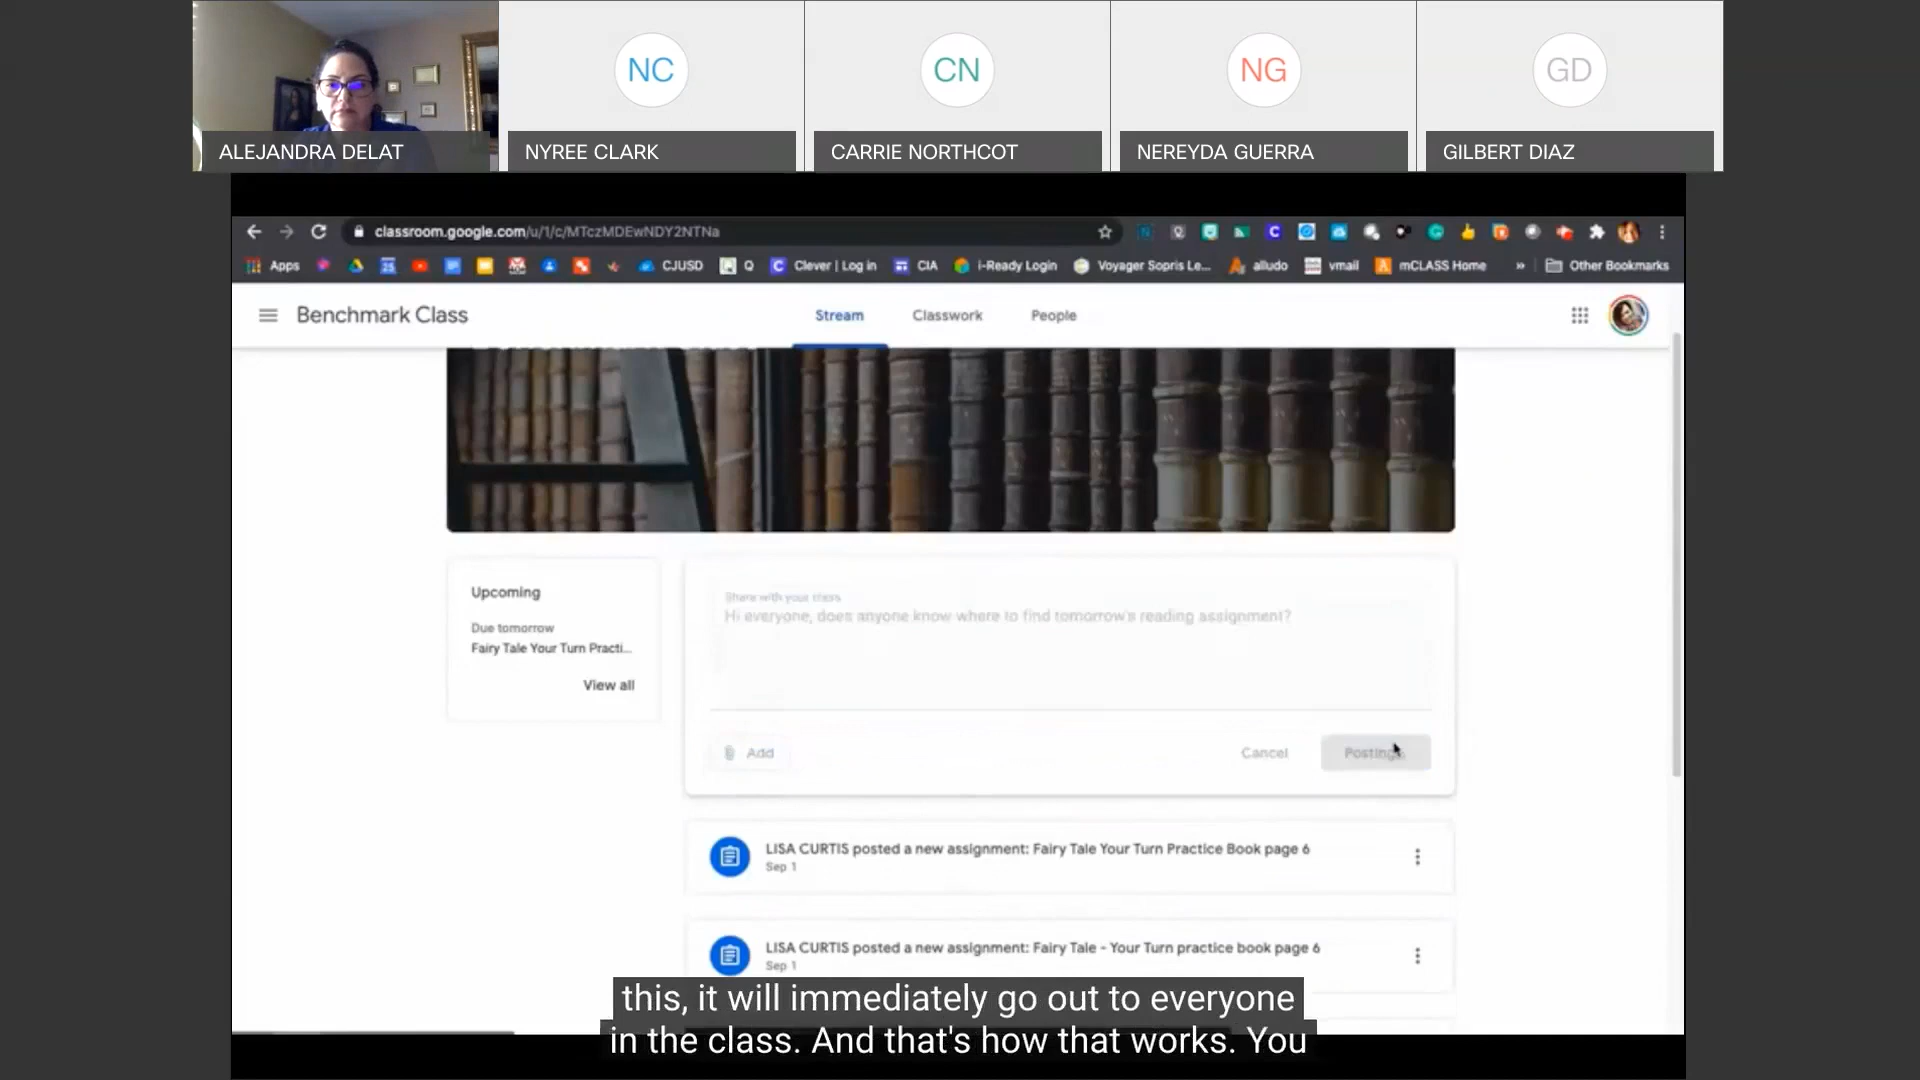 NC
CN
NG
GD
ALEJANDRA DELAT
NYREE CLARK
CARRIE NORTHCOT
NEREYDA GUERRA
GILBERT DIAZ
classroom.google.com/u/1/c/MTczMDEwNDY2NTNa
Apps
CJUSD
Q
Clever | Log in
CIA
i-Ready Login
Voyager Sopris Le...
alludo
vmail
mCLASS Home
»
Other Bookmarks
Benchmark Class
Stream
Classwork
People
Upcoming
Due tomorrow
Fairy Tale Your Turn Practi...
View all
Share with your class
Hi everyone, does anyone know where to find tomorrow's reading assignment?
Add
Cancel
LISA CURTIS posted a new assignment: Fairy Tale Your Turn Practice Book page 6
Sep 1
LISA CURTIS posted a new assignment: Fairy Tale - Your Turn practice book page 6
Sep 1
this, it will immediately go out to everyone
in the class. And that's how that works. You